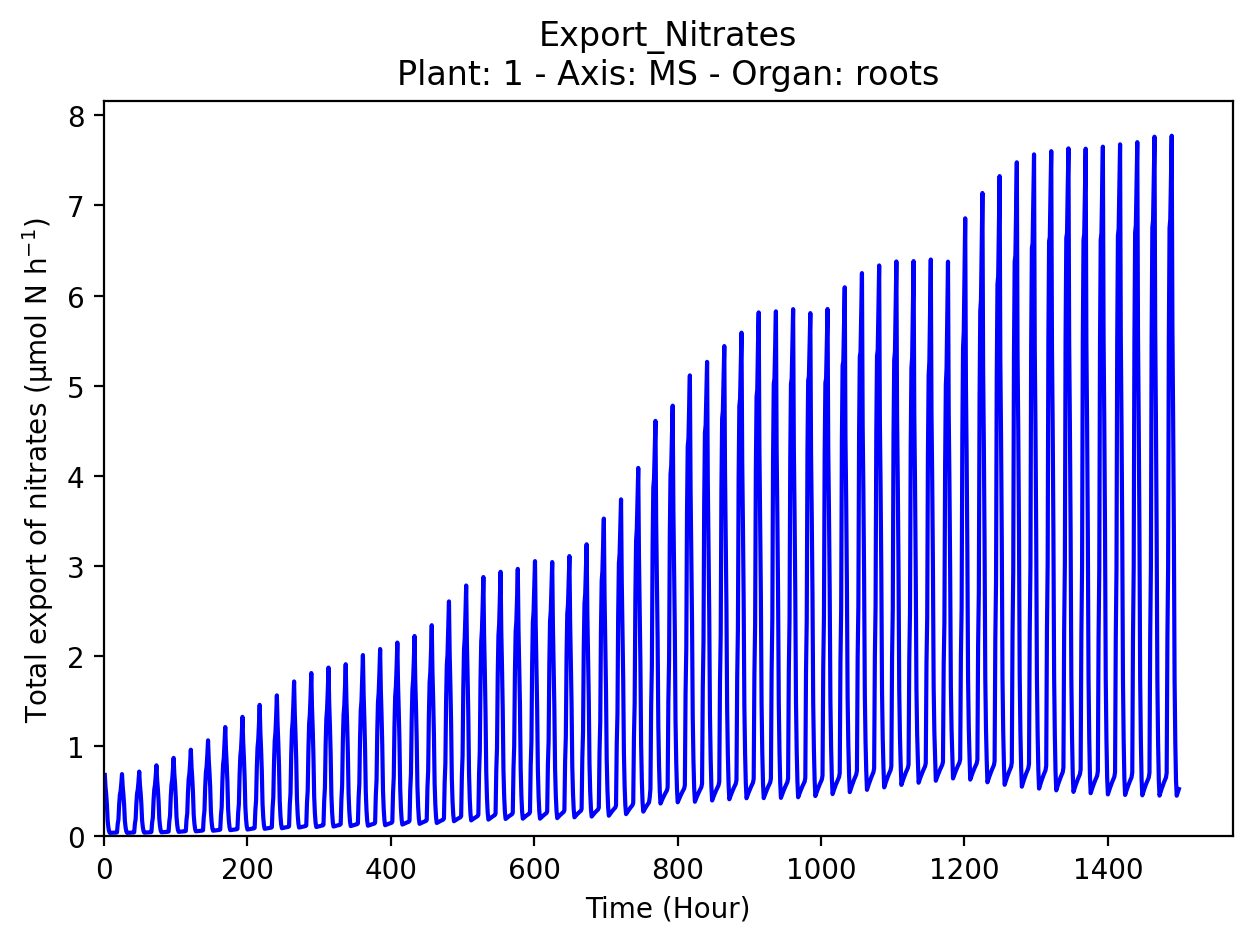 Export_Nitrates
Plant: 1 - Axis: MS - Organ: roots
Total export of nitrates (µmol N h⁻¹)
8
7
6
5
4
3
2
1
0
0 200 400 600 800 1000 1200 1400
Time (Hour)